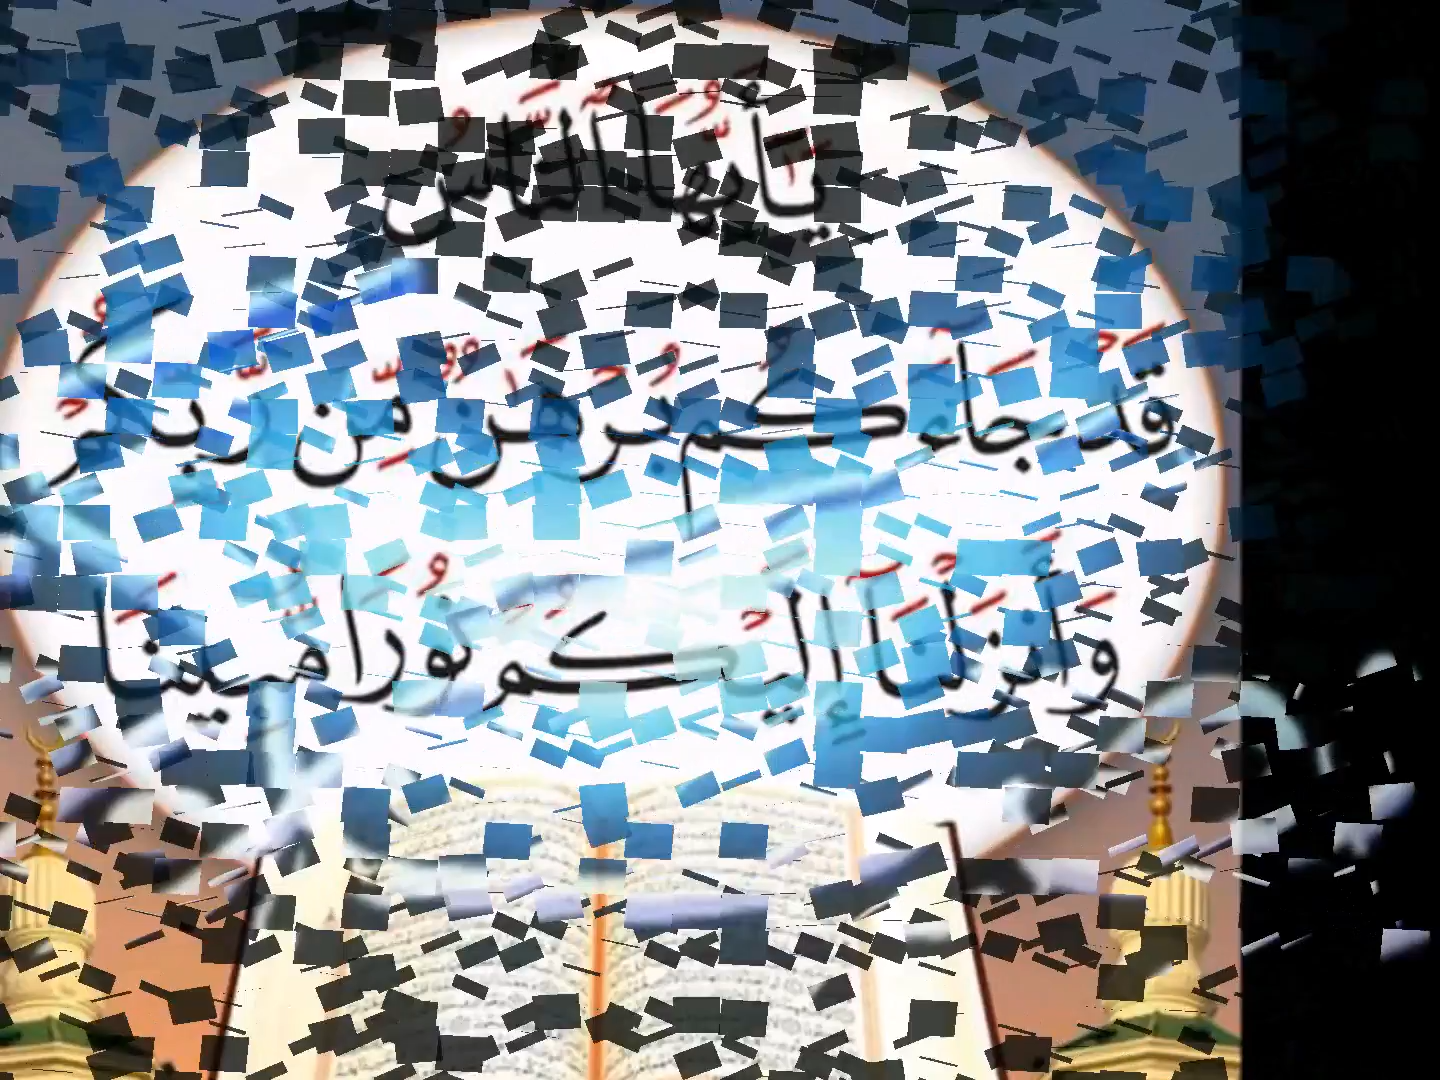 يَٰٓأَيُّهَا ٱلنَّاسُ
قَدۡ جَآءَكُم بُرۡهَٰنٞ مِّن رَّبِّكُمۡ
وَأَنزَلۡنَآ إِلَيۡكُمۡ نُورٗا مُّبِينٗا